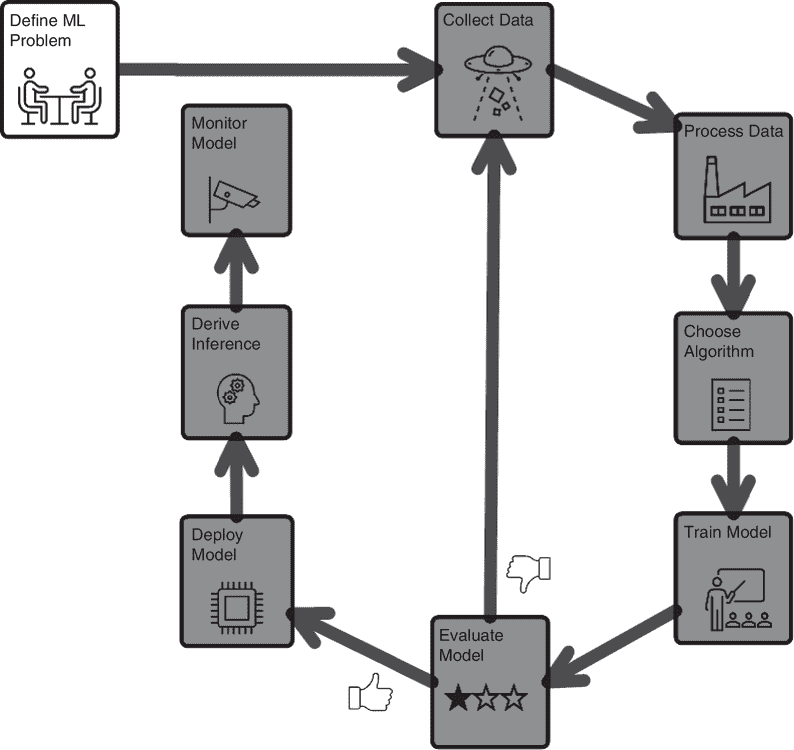 Define ML
Problem
Collect Data
Process Data
Choose
Algorithm
Train Model
Evaluate
Model
Deploy
Model
Derive
Inference
Monitor
Model